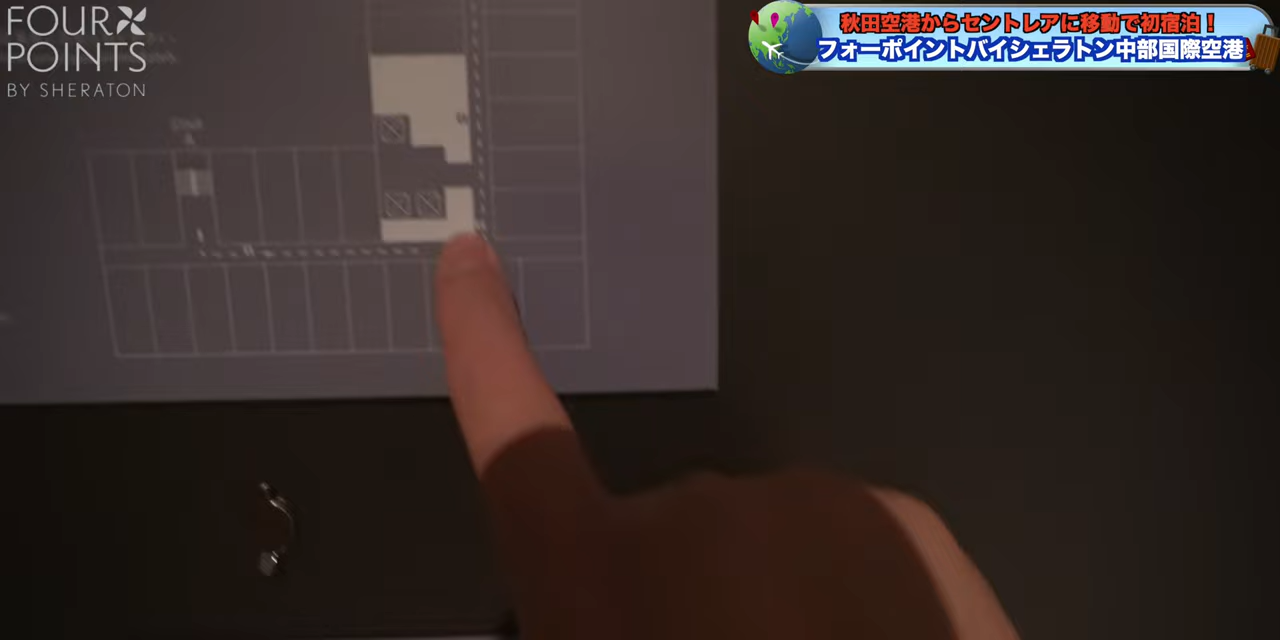 FOUR
POINTS
BY SHERATON
秋田空港からセントレアに移動で初宿泊！
フォーポイントバイシェラトン中部国際空港